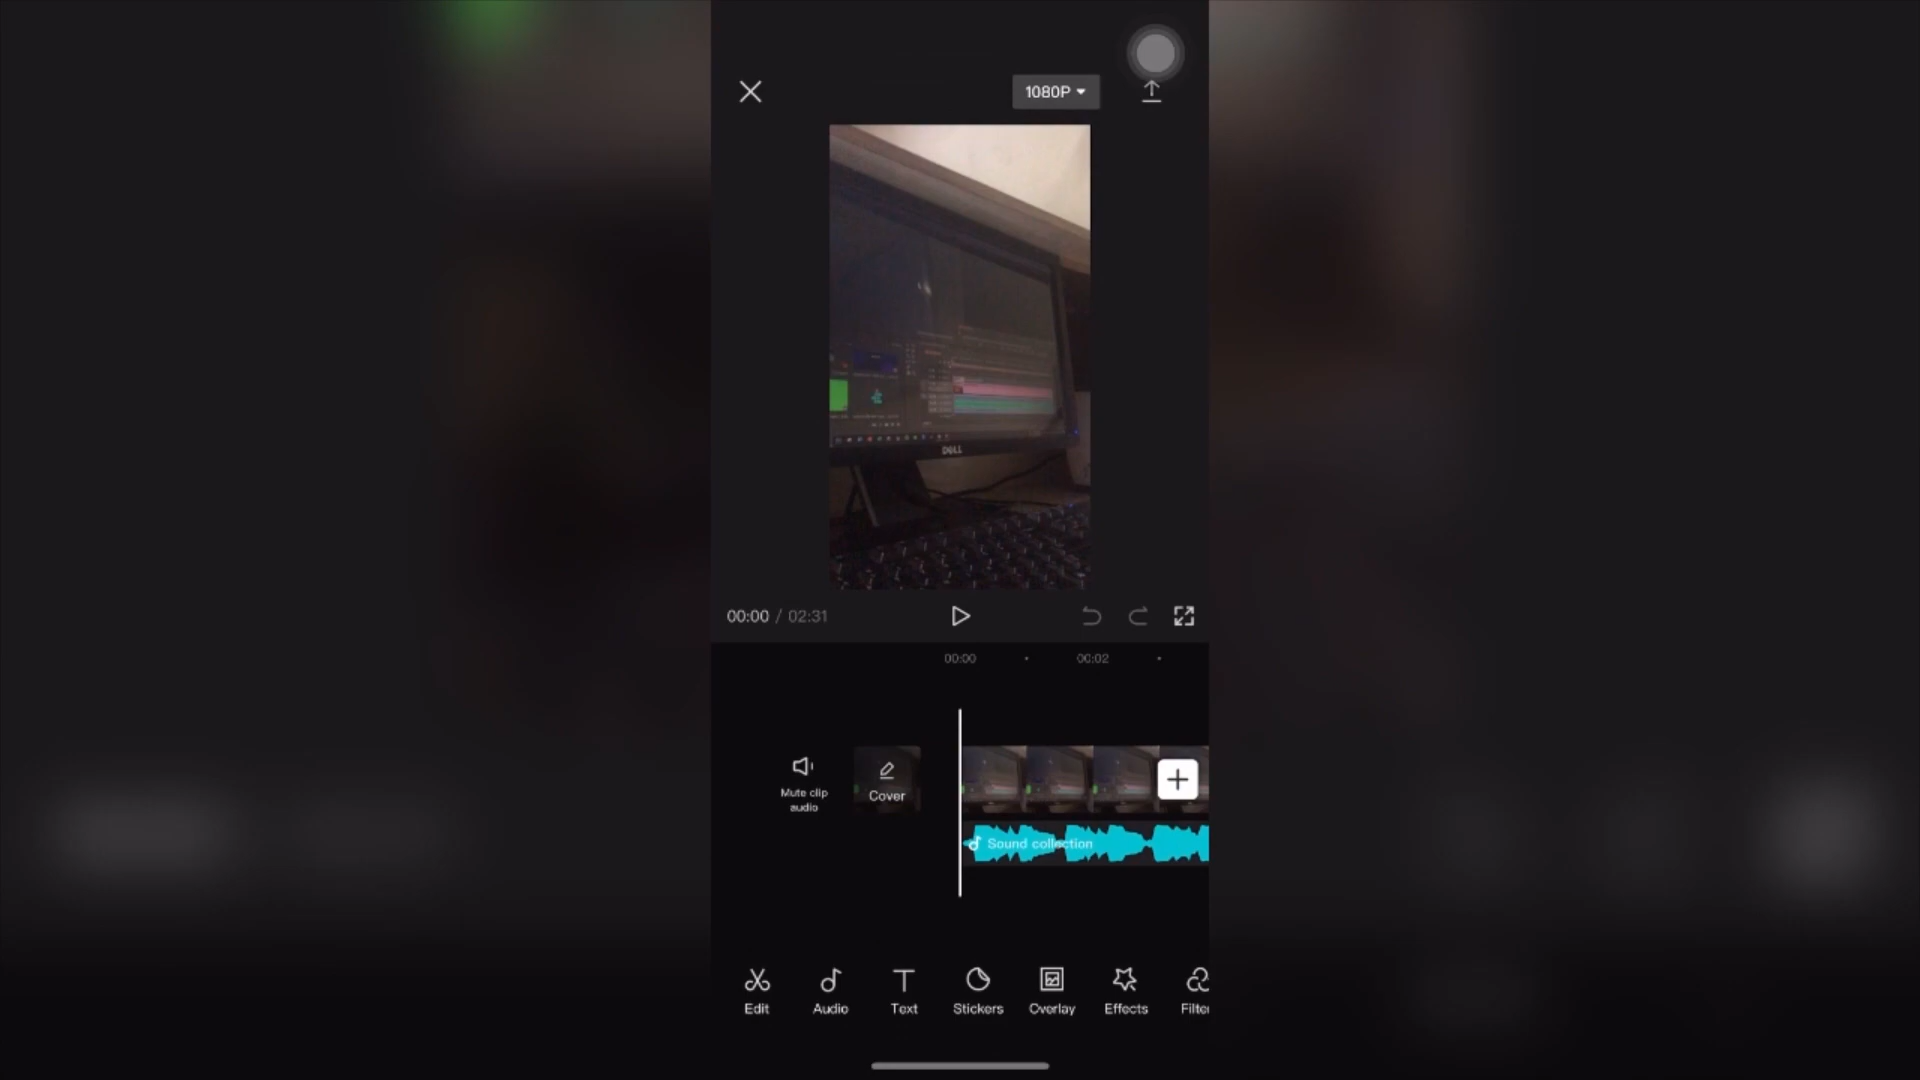 1080P
DELL
00:00 / 02:31
00:00
00:02
Mute clip
audio
Cover
Sound collection
Edit
Audio
Text
Stickers
Overlay
Effects
Filter